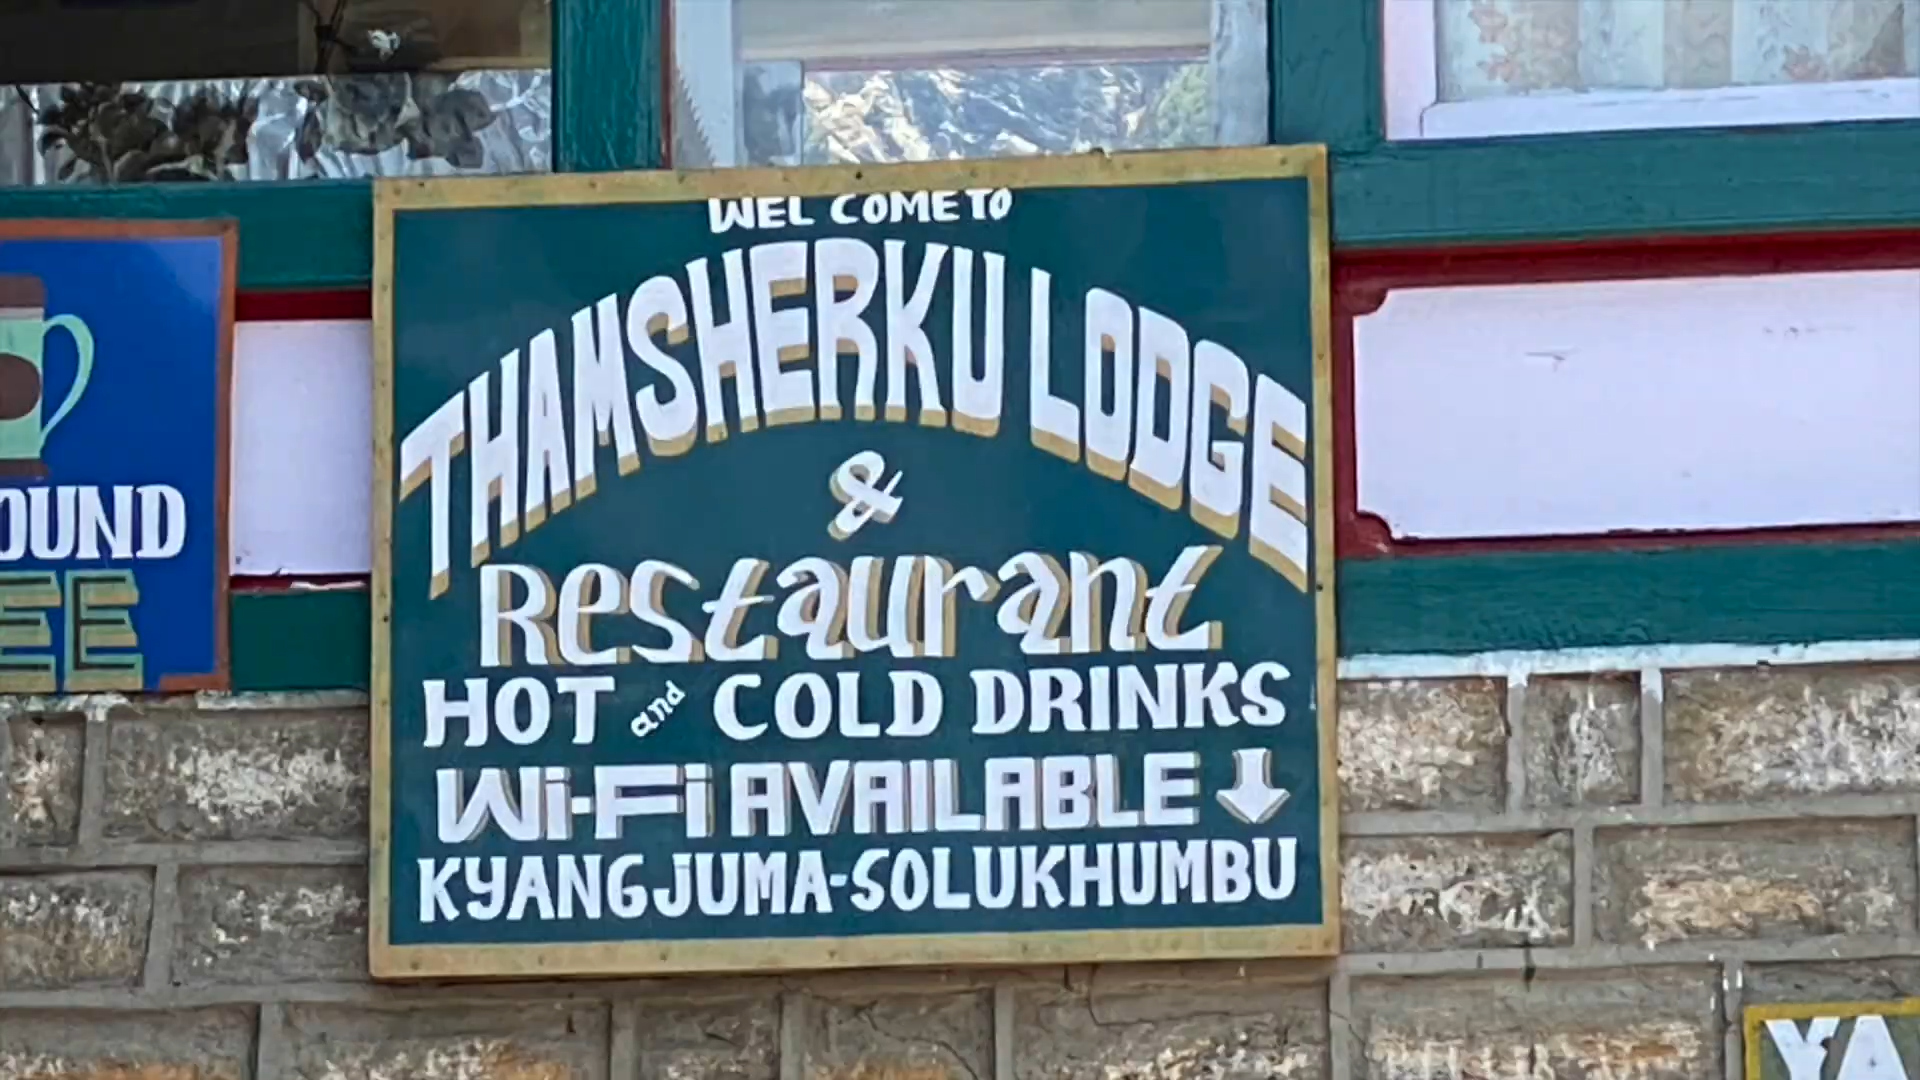 WEL COME TO
THAMSHERKU LODGE
&
Restaurant
HOT and COLD DRINKS
Wi-Fi AVAILABLE
KYANGJUMA-SOLUKHUMBU
OUND
EE
YA